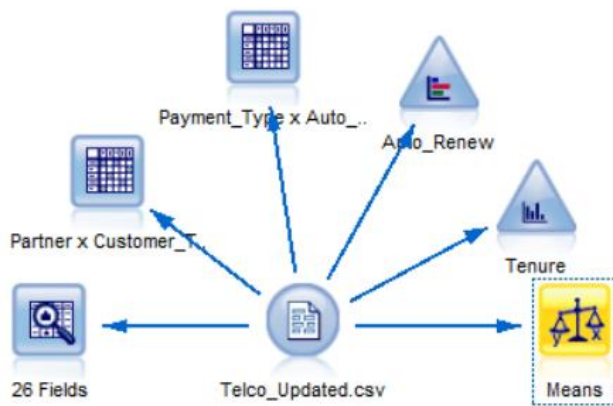 Payment_Type x Auto_..
Auto_Renew
Partner x Customer_T..
Tenure
26 Fields
Telco_Updated.csv
Means